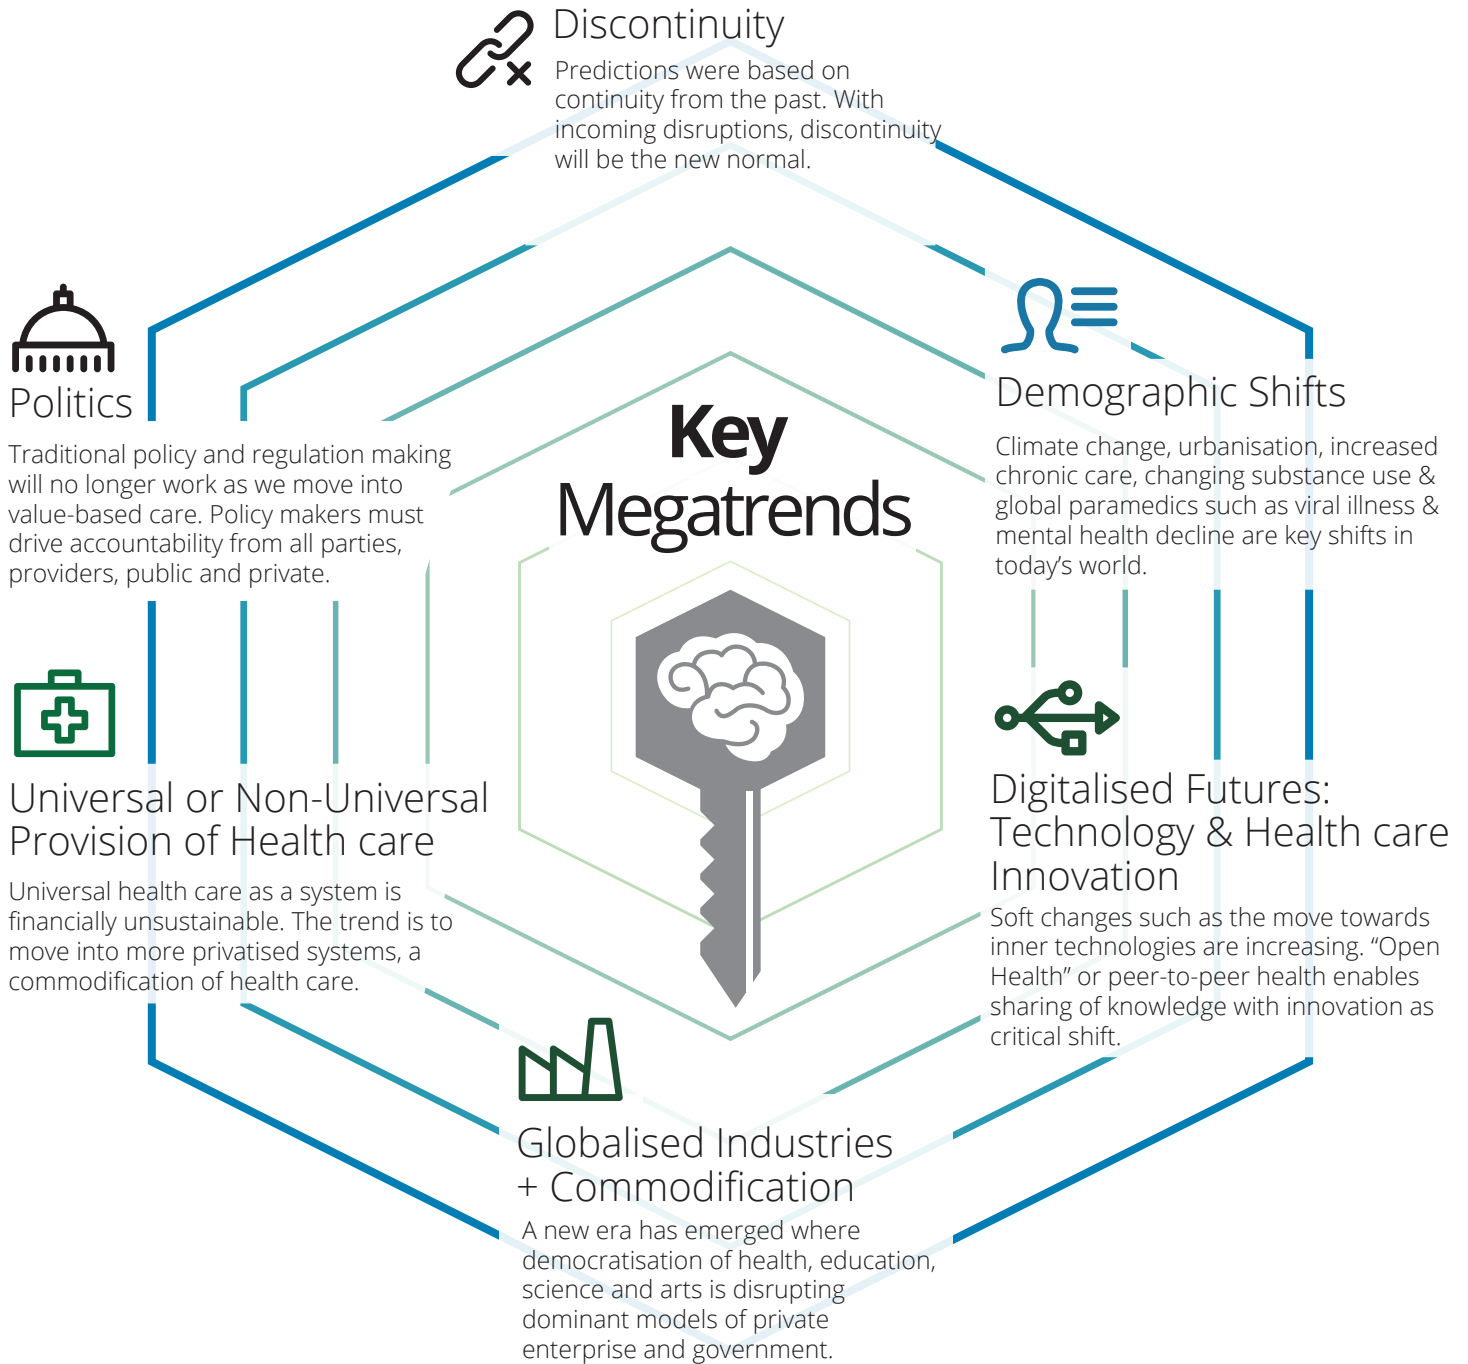 Discontinuity
Predictions were based on
continuity from the past. With
incoming disruptions, discontinuity
will be the new normal.
Key
Megatrends
Politics
Traditional policy and regulation making
will no longer work as we move into
value-based care. Policy makers must
drive accountability from all parties,
providers, public and private.
Demographic Shifts
Climate change, urbanisation, increased
chronic care, changing substance use &
global paramedics such as viral illness &
mental health decline are key shifts in
today’s world.
Universal or Non-Universal
Provision of Health care
Universal health care as a system is
financially unsustainable. The trend is to
move into more privatised systems, a
commodification of health care.
Digitalised Futures:
Technology & Health care
Innovation
Soft changes such as the move towards
inner technologies are increasing. “Open
Health” or peer-to-peer health enables
sharing of knowledge with innovation as
critical shift.
Globalised Industries
+ Commodification
A new era has emerged where
democratisation of health, education,
science and arts is disrupting
dominant models of private
enterprise and government.